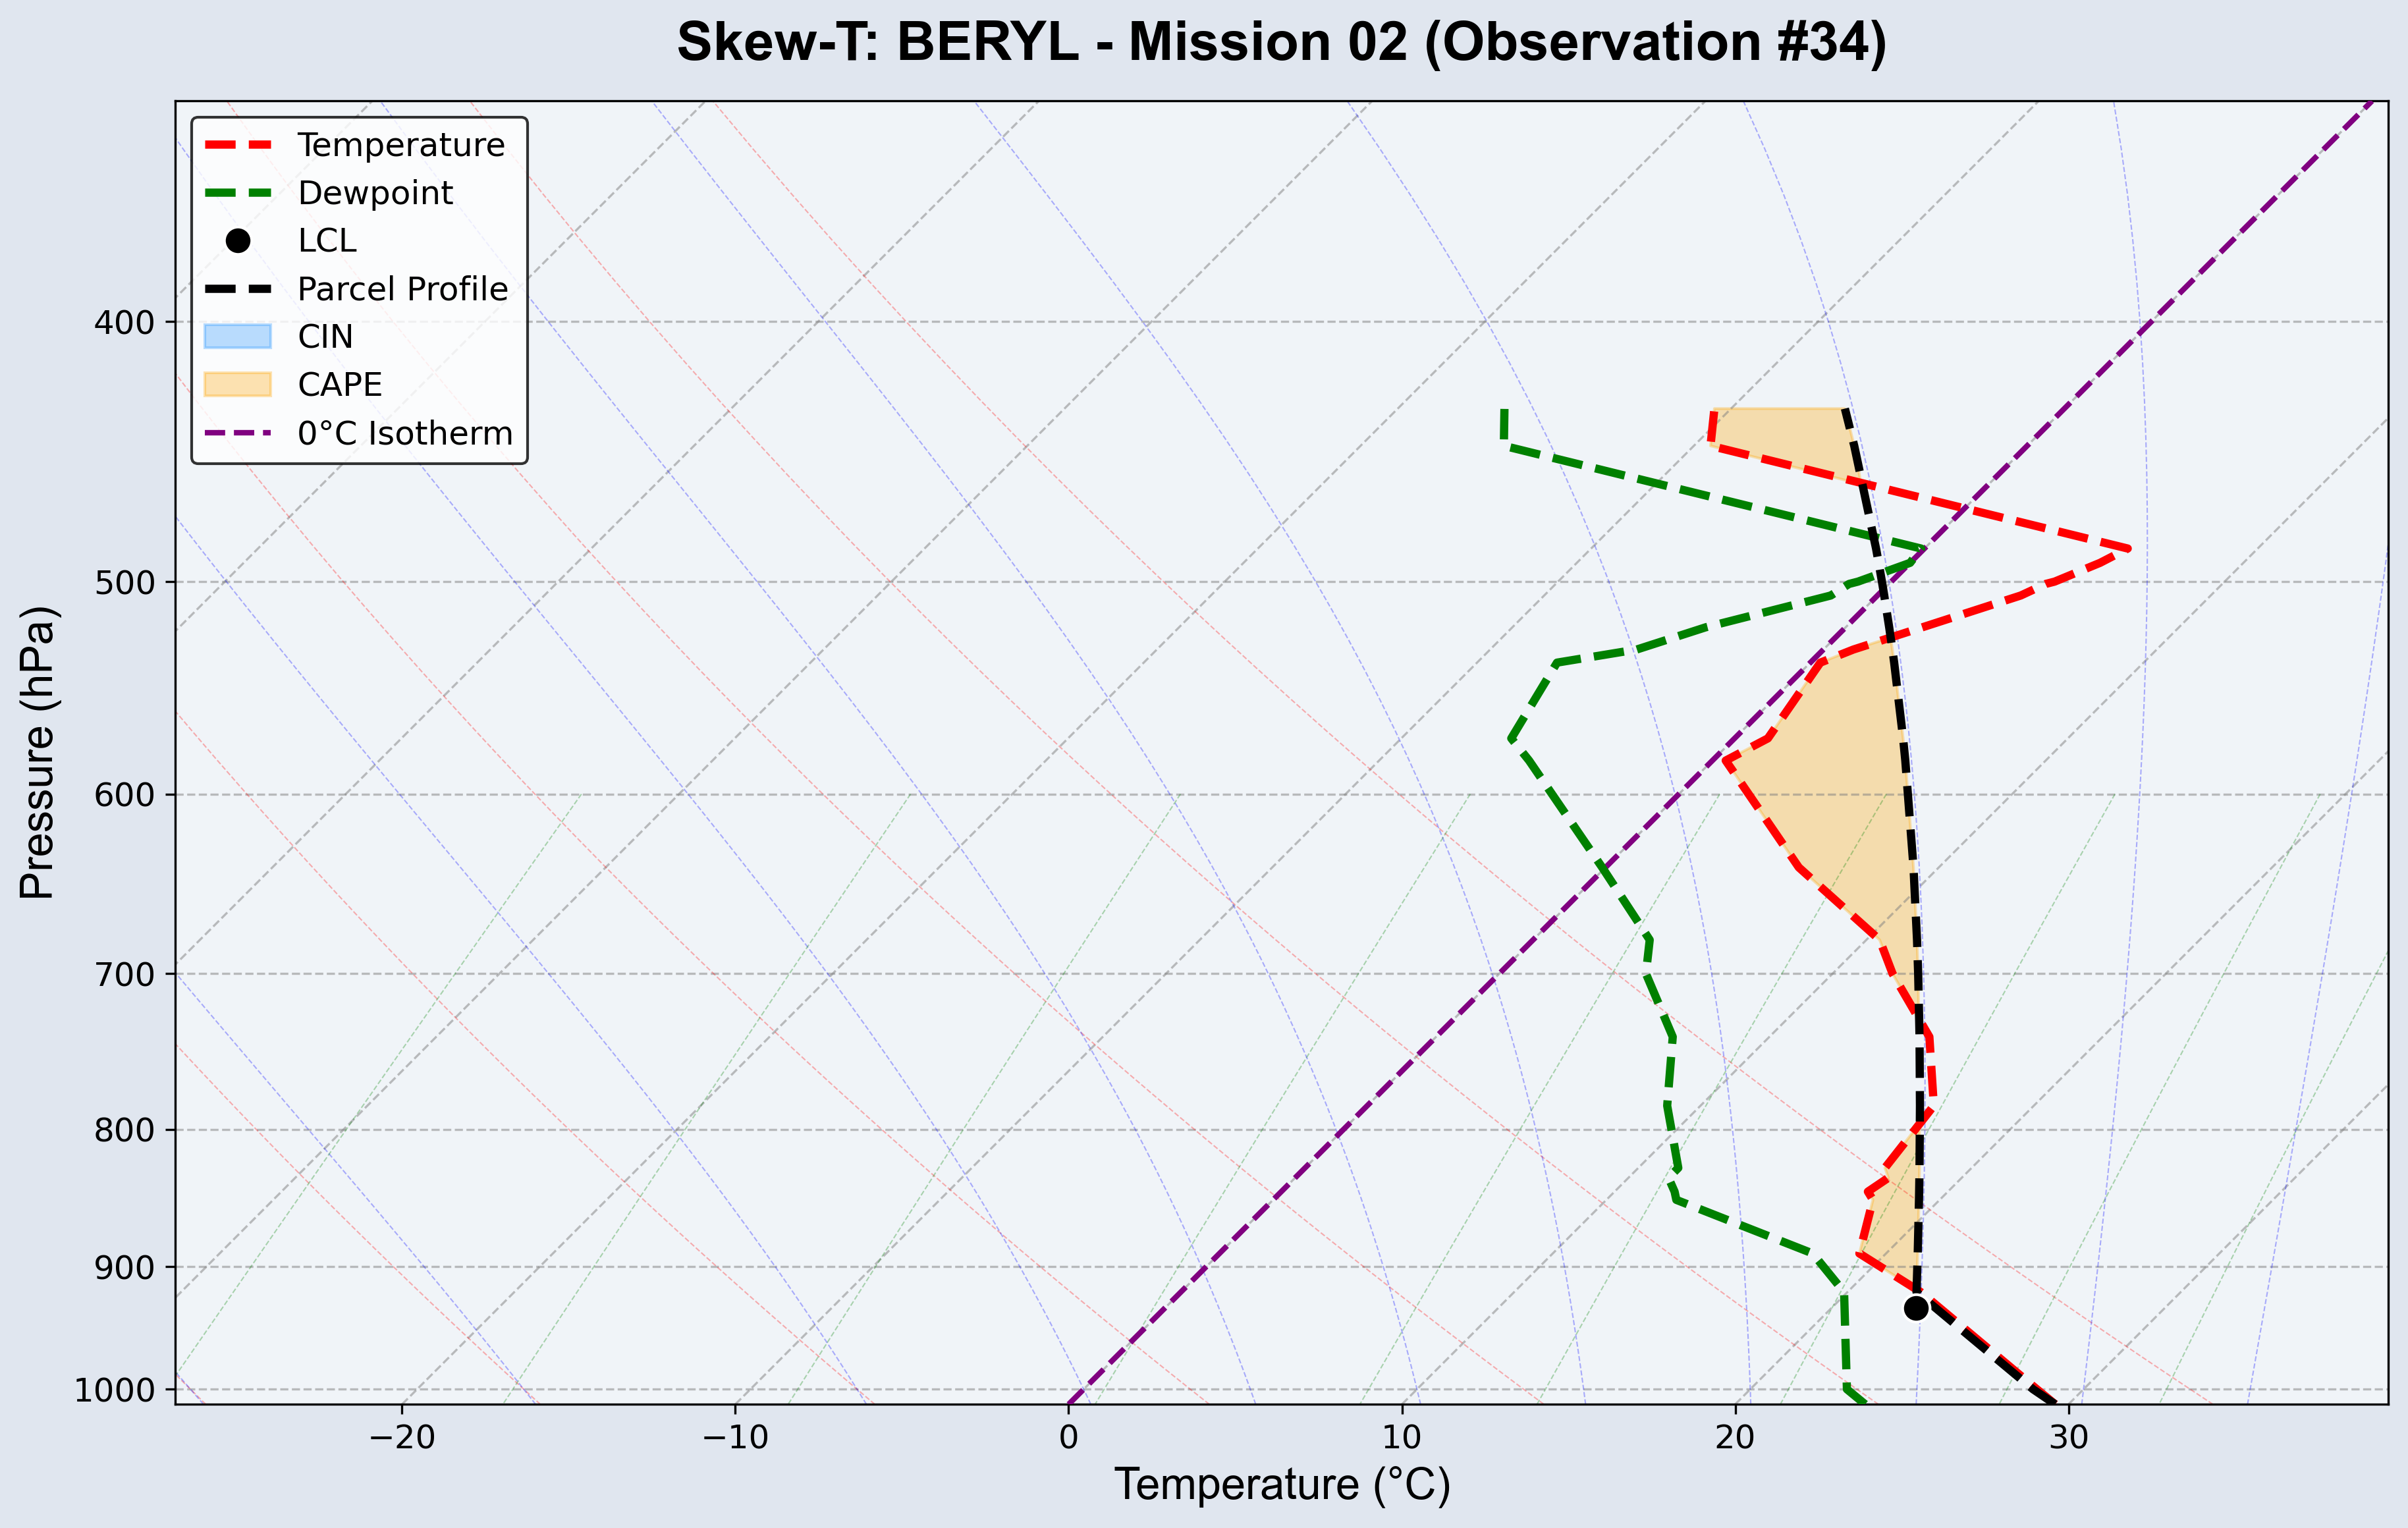 Skew-T: BERYL - Mission 02 (Observation #34)
Temperature
Dewpoint
LCL
Parcel Profile
CIN
CAPE
0°C Isotherm
Pressure (hPa)
400
500
600
700
800
900
1000
−20
−10
0
10
20
30
Temperature (°C)